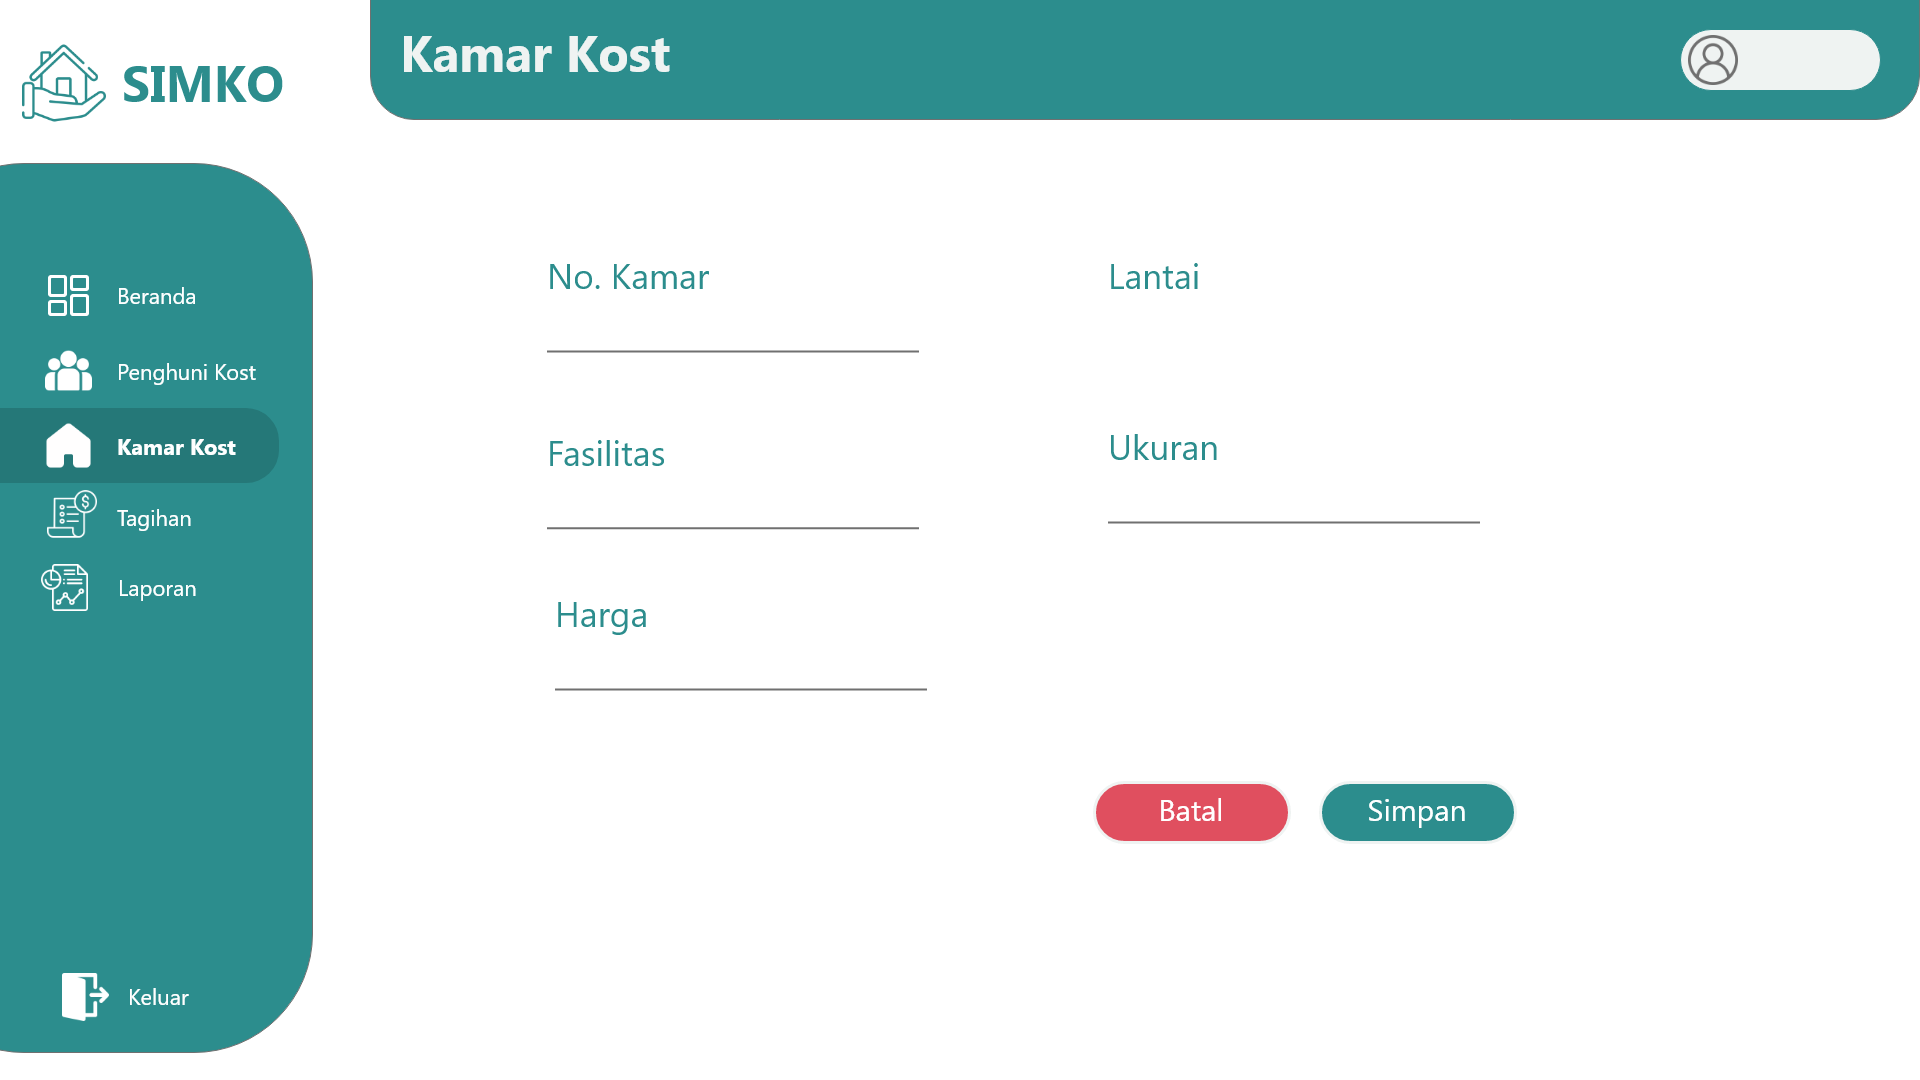 SIMKO
Kamar Kost
Beranda
Penghuni Kost
Kamar Kost
Tagihan
Laporan
Keluar
No. Kamar
Lantai
Fasilitas
Ukuran
Harga
Batal
Simpan